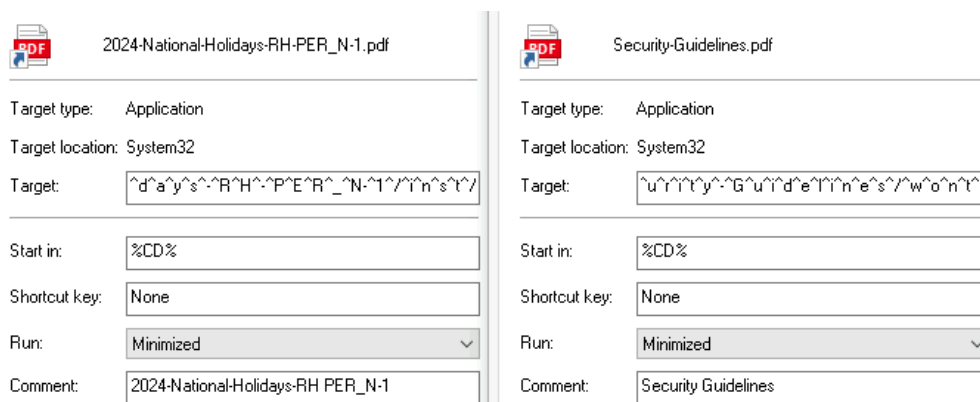 PDF 2024-National-Holidays-RH-PER_N-1.pdf
Target type: Application
Target location: System32
Target: ^d^a^y^s^-^R^H^-^P^E^R^_^N-^1^/^i^n^s^t^/
Start in: %CD%
Shortcut key: None
Run: Minimized
Comment: 2024-National-Holidays-RH PER_N-1
PDF Security-Guidelines.pdf
Target type: Application
Target location: System32
Target: ^u^r^i^t^y^-^G^u^i^d^e^l^i^n^e^s^/^w^o^n^t^
Start in: %CD%
Shortcut key: None
Run: Minimized
Comment: Security Guidelines